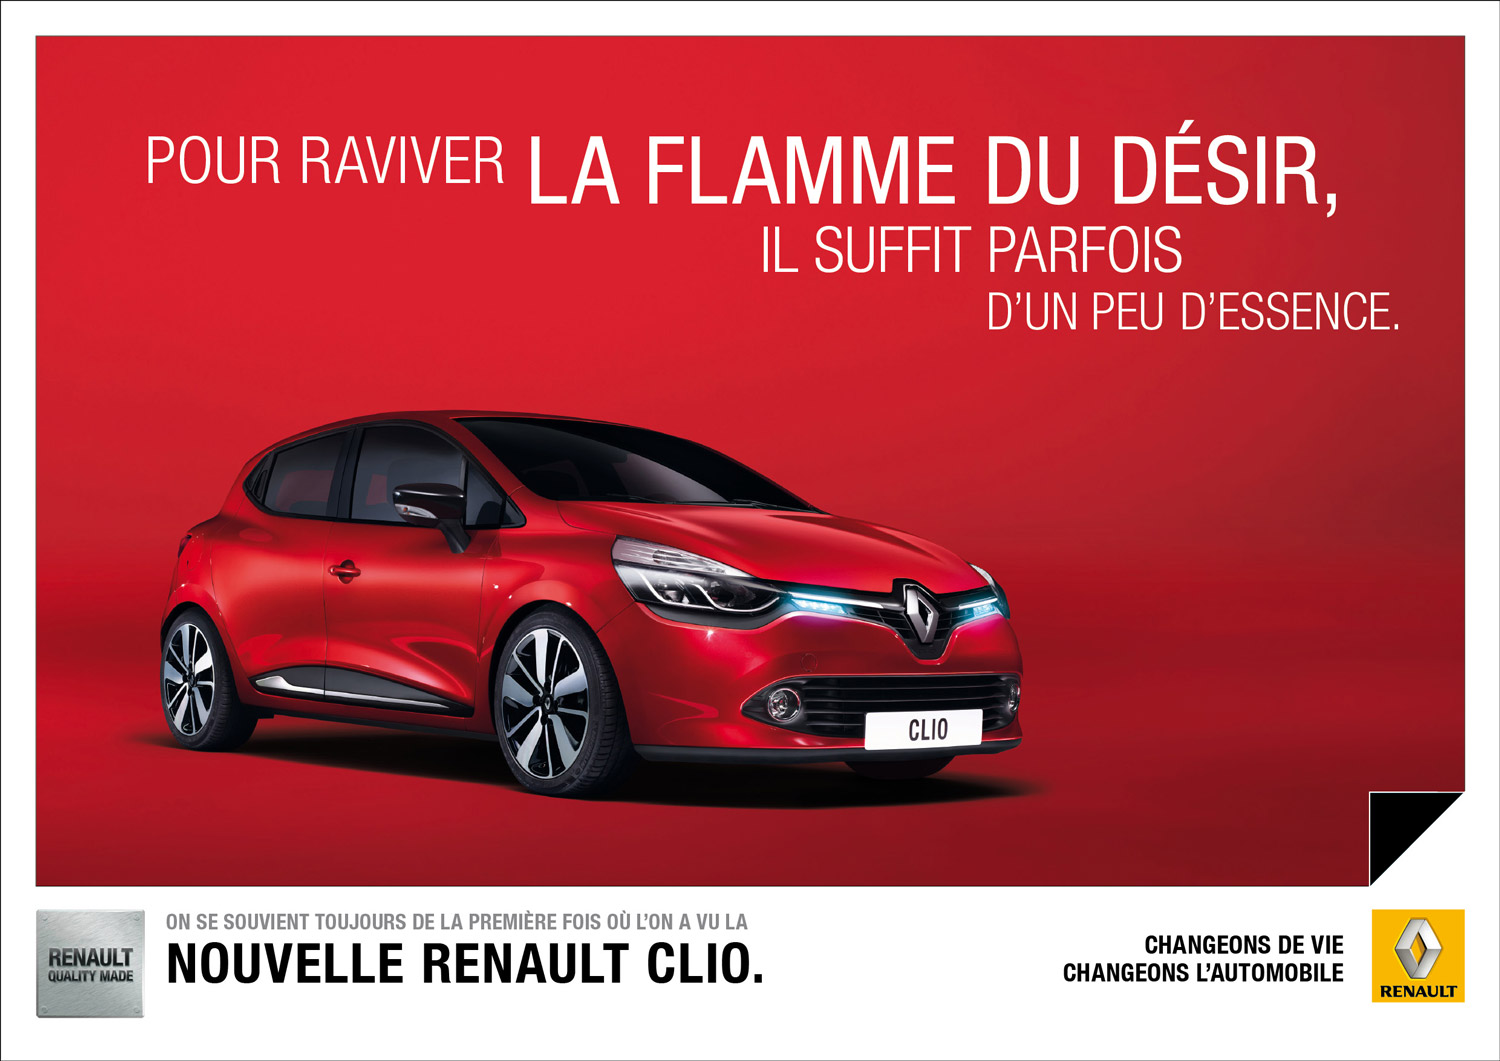 POUR RAVIVER LA FLAMME DU DÉSIR,
IL SUFFIT PARFOIS
D'UN PEU D'ESSENCE.
CLIO
RENAULT
QUALITY MADE
ON SE SOUVIENT TOUJOURS DE LA PREMIÈRE FOIS OÙ L'ON A VU LA
NOUVELLE RENAULT CLIO.
CHANGEONS DE VIE
CHANGEONS L'AUTOMOBILE
RENAULT